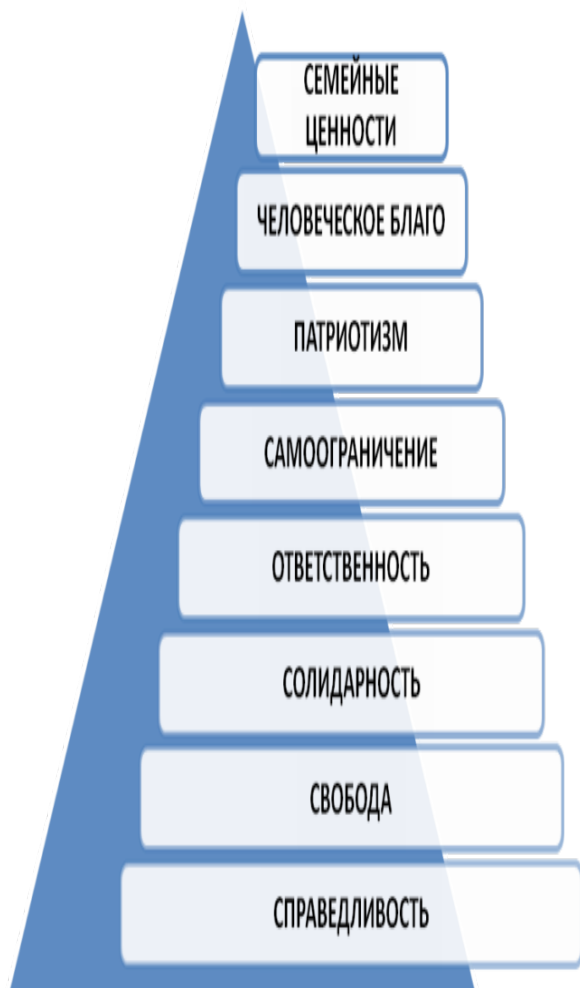 СЕМЕЙНЫЕ
ЦЕННОСТИ
ЧЕЛОВЕЧЕСКОЕ БЛАГО
ПАТРИОТИЗМ
САМООГРАНИЧЕНИЕ
ОТВЕТСТВЕННОСТЬ
СОЛИДАРНОСТЬ
СВОБОДА
СПРАВЕДЛИВОСТЬ